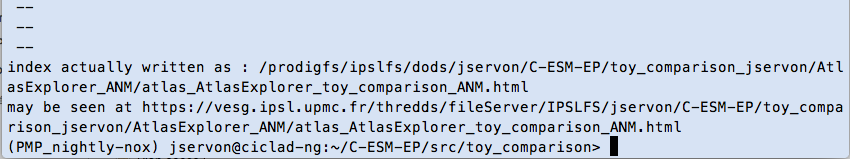 --
--
--
index actually written as : /prodigfs/ipslfs/dods/jservon/C-ESM-EP/toy_comparison_jservon/Atl
asExplorer_ANM/atlas_AtlasExplorer_toy_comparison_ANM.html
may be seen at https://vesg.ipsl.upmc.fr/thredds/fileServer/IPSLFS/jservon/C-ESM-EP/toy_compa
rison_jservon/AtlasExplorer_ANM/atlas_AtlasExplorer_toy_comparison_ANM.html
(PMP_nightly-nox) jservon@ciclad-ng:~/C-ESM-EP/src/toy_comparison>